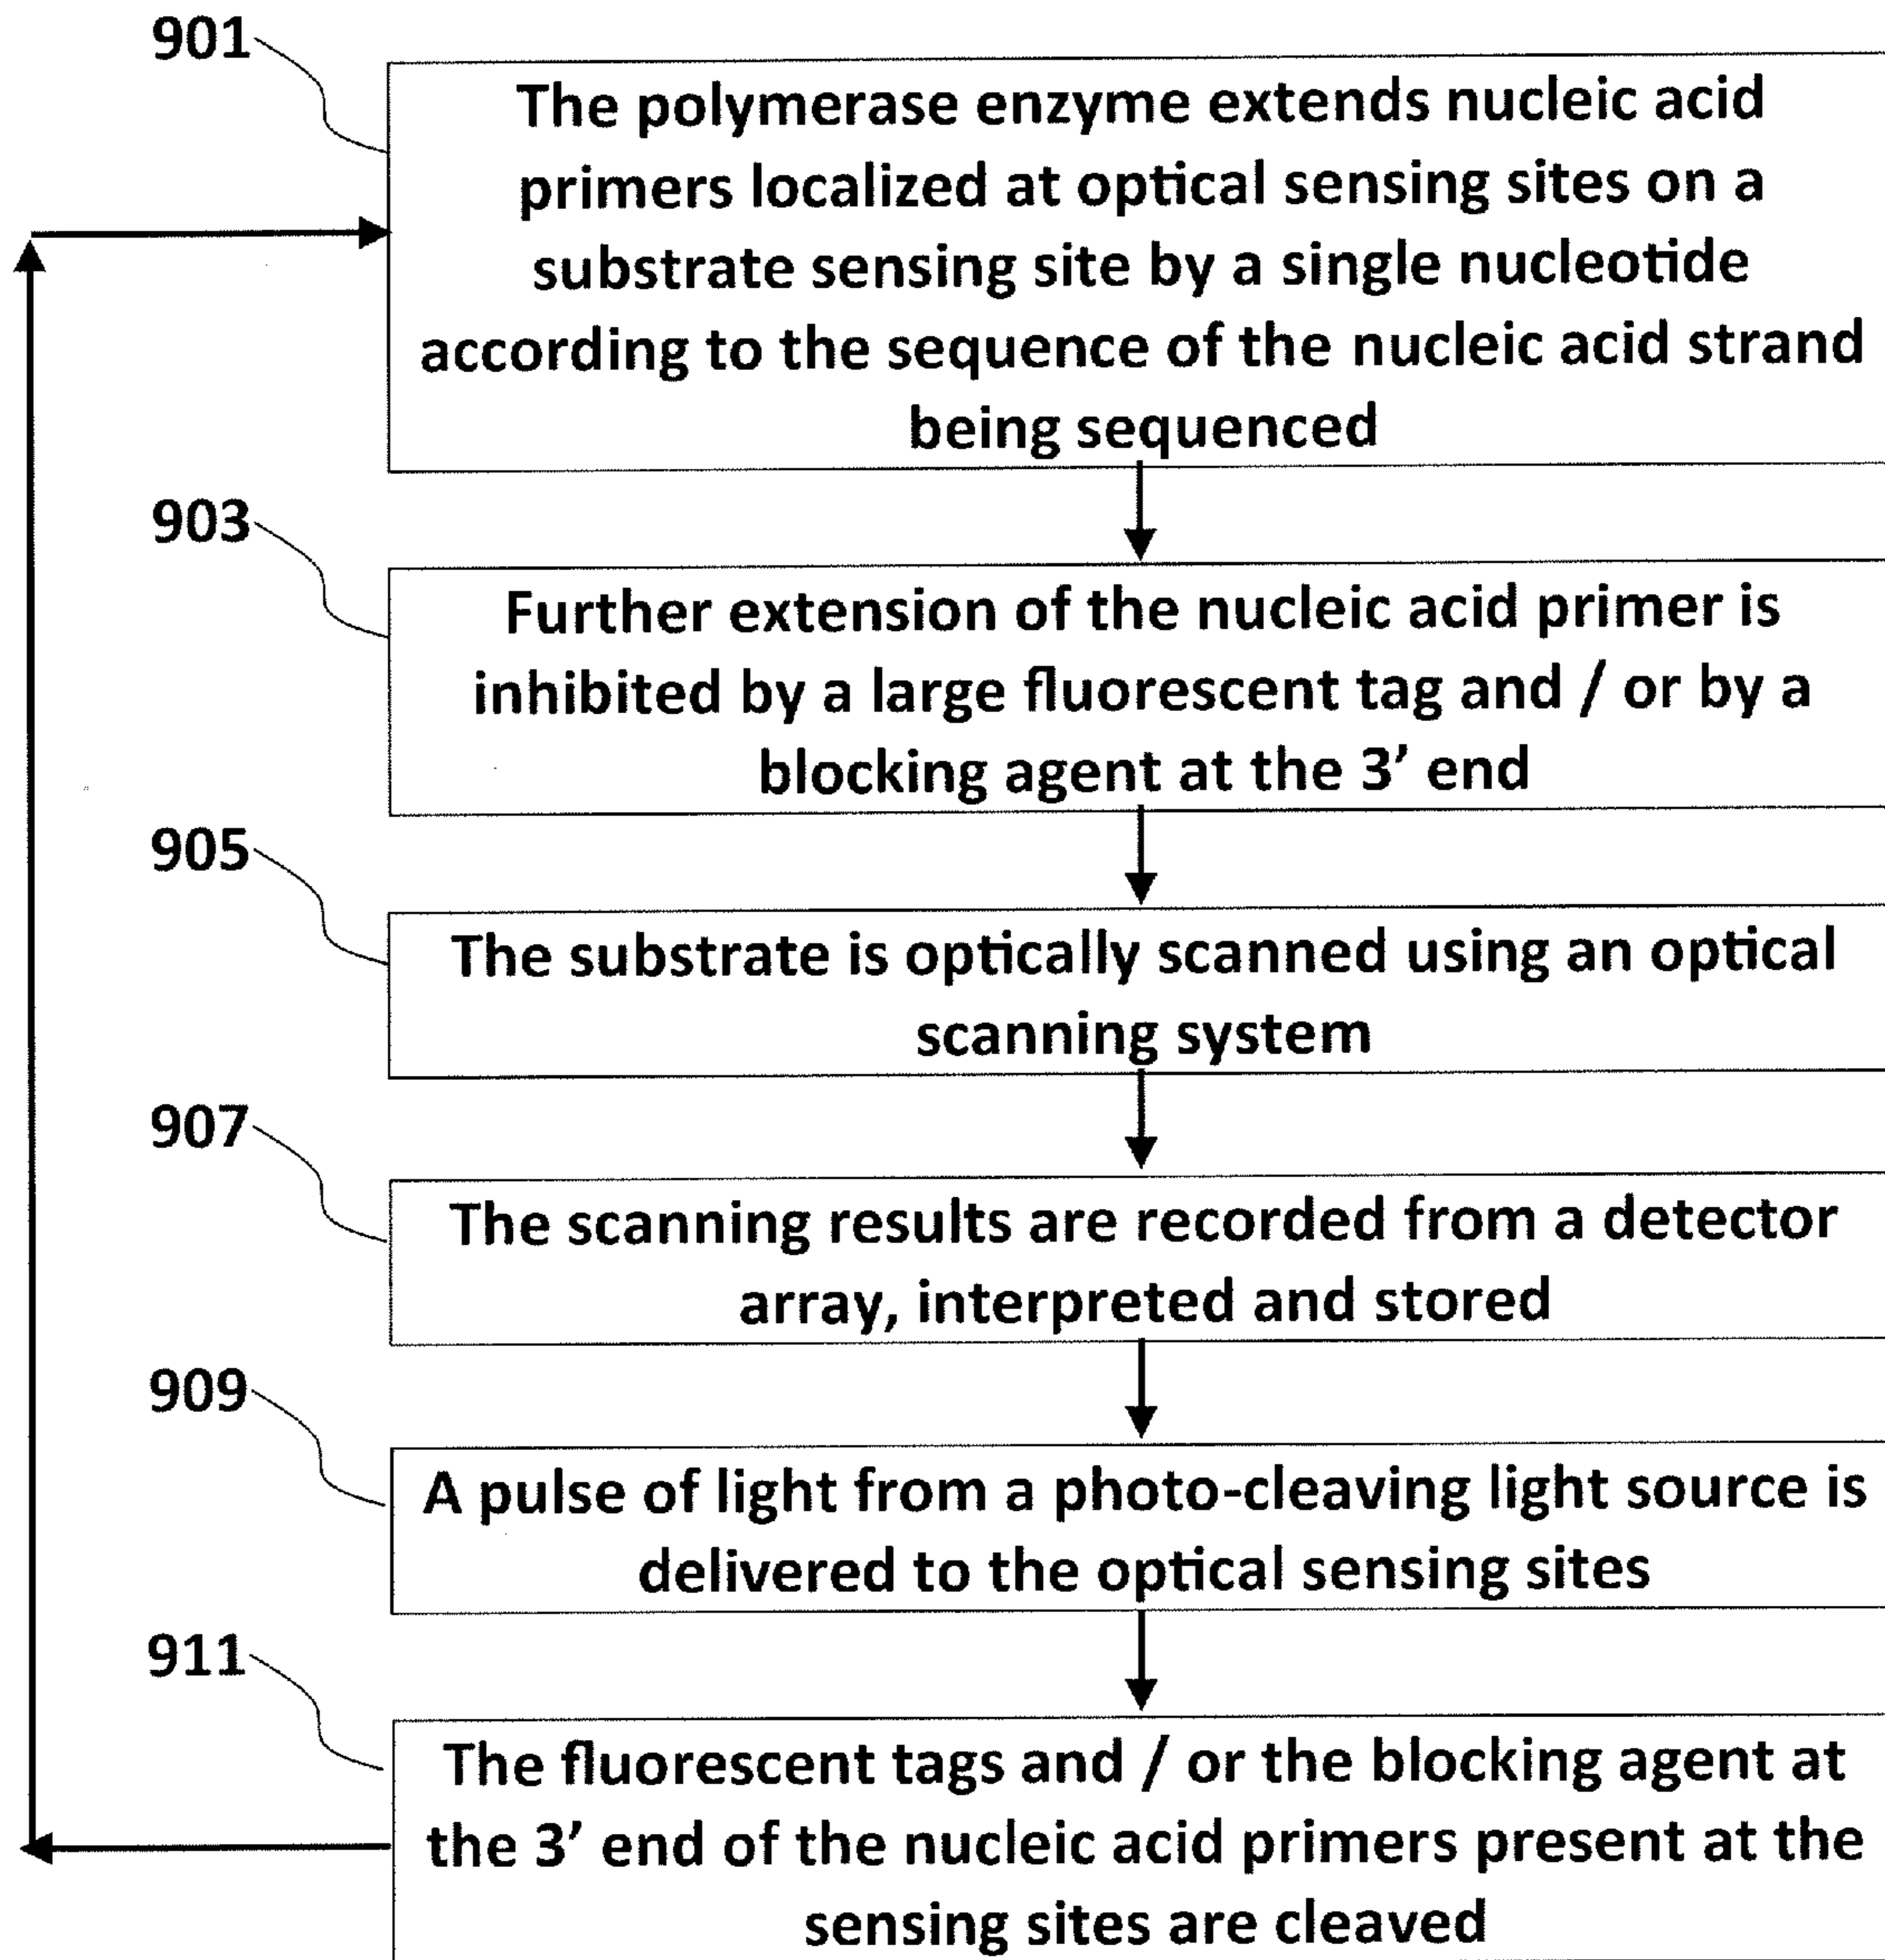 901
The polymerase enzyme extends nucleic acid
primers localized at optical sensing sites on a
substrate sensing site by a single nucleotide
according to the sequence of the nucleic acid strand
being sequenced
903
Further extension of the nucleic acid primer is
inhibited by a large fluorescent tag and / or by a
blocking agent at the 3’ end
905
The substrate is optically scanned using an optical
scanning system
907
The scanning results are recorded from a detector
array, interpreted and stored
909
A pulse of light from a photo-cleaving light source is
delivered to the optical sensing sites
911
The fluorescent tags and / or the blocking agent at
the 3’ end of the nucleic acid primers present at the
sensing sites are cleaved